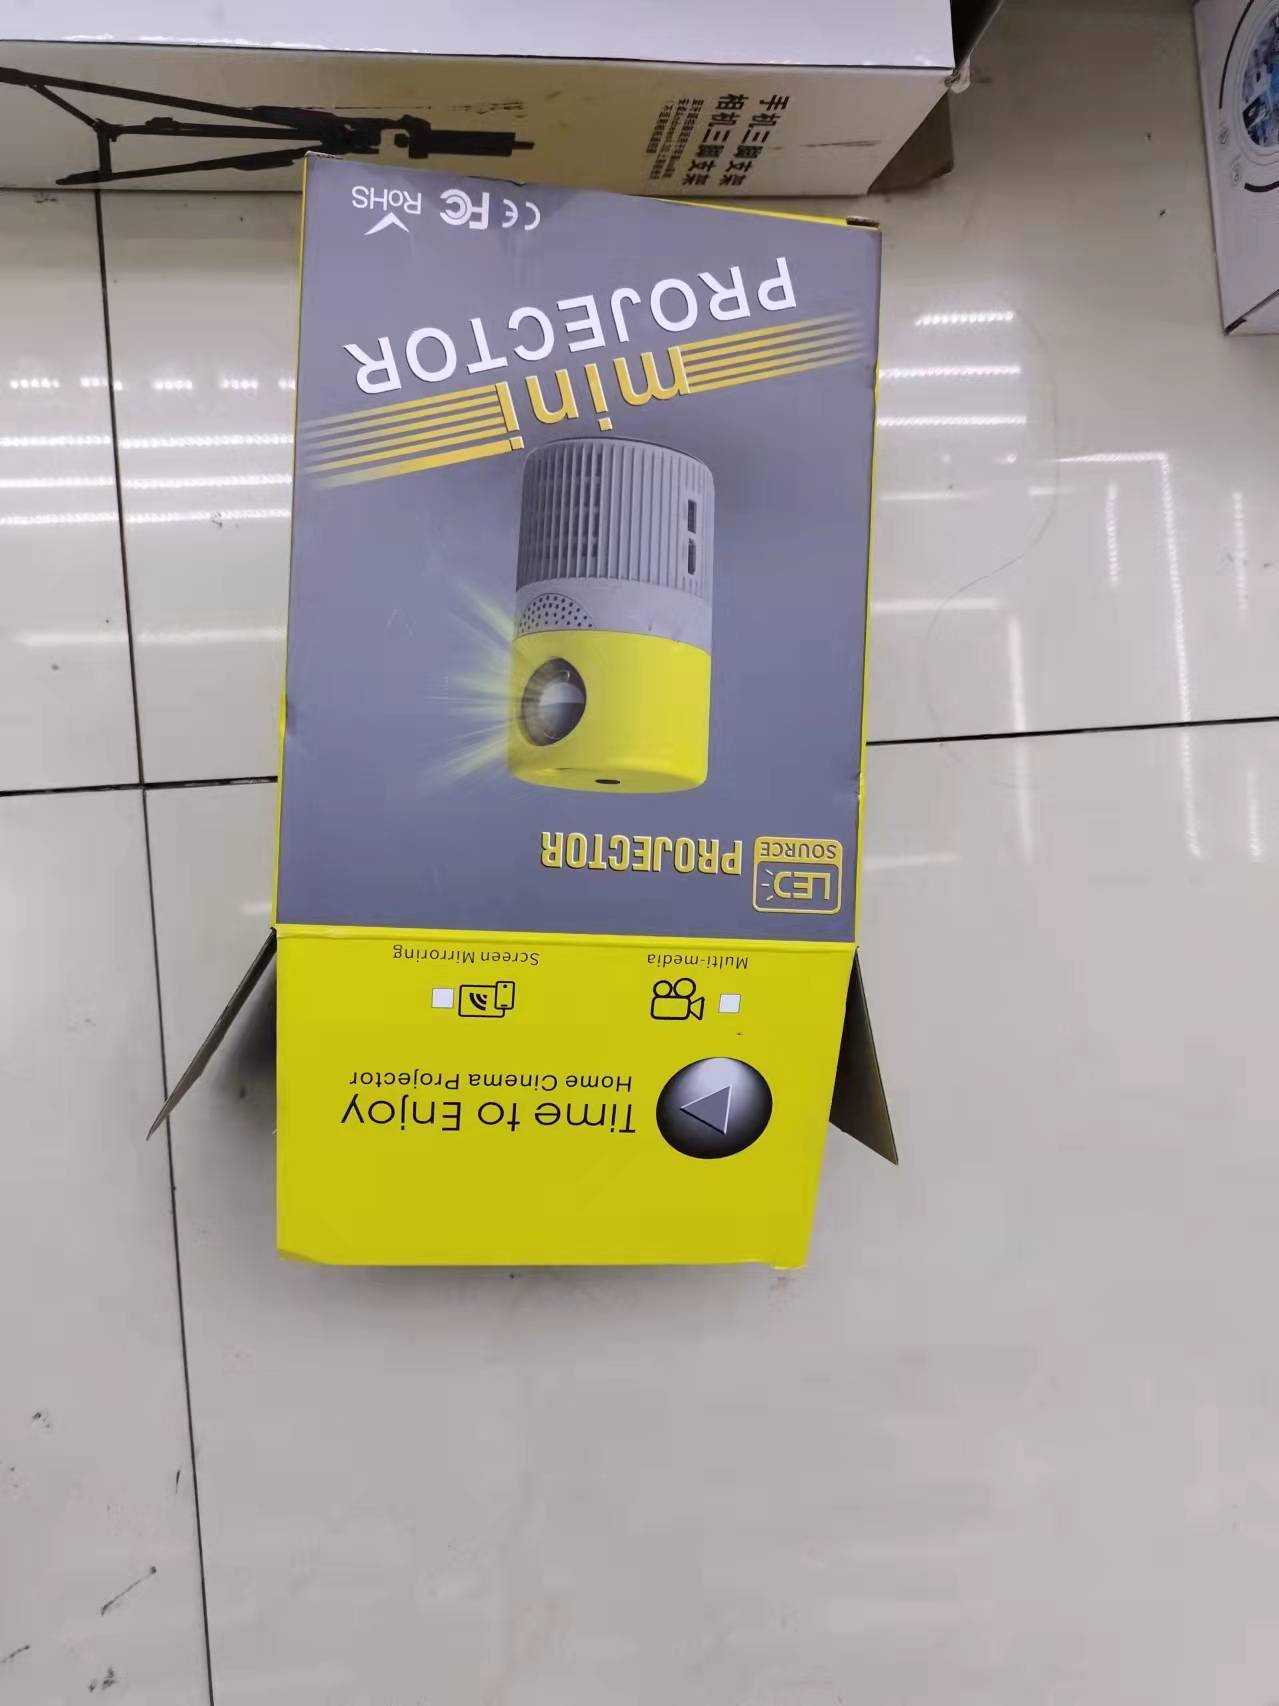 Time to Enjoy
Home Cinema Projector
Multi-media
Screen Mirroring
LED
SOURCE
PROJECTOR
mini
PROJECTOR
CE FC RoHS
手机三脚支架
相机三脚支架